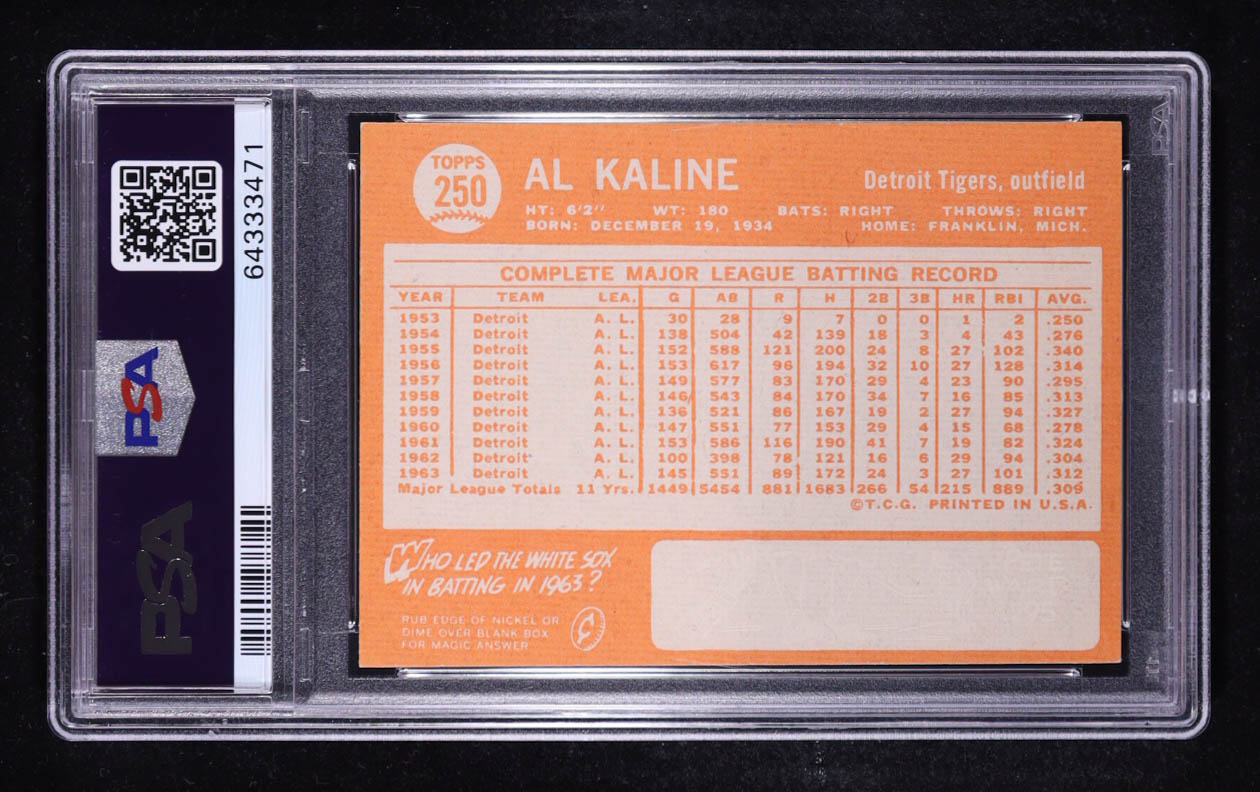 64333471
PSA
PSA
TOPPS
250
AL KALINE
Detroit Tigers, outfield
HT: 6'2" WT: 180 BATS: RIGHT THROWS: RIGHT
BORN: DECEMBER 19, 1934 HOME: FRANKLIN, MICH.
COMPLETE MAJOR LEAGUE BATTING RECORD
YEAR TEAM LEA. G AB R H 2B 3B HR RBI AVG.
1953 Detroit A. L. 30 28 9 7 0 0 1 2 .250
1954 Detroit A. L. 138 504 42 139 18 3 4 43 .276
1955 Detroit A. L. 152 588 121 200 24 8 27 102 .340
1956 Detroit A. L. 153 617 96 194 32 10 27 128 .314
1957 Detroit A. L. 149 577 83 170 29 4 23 90 .295
1958 Detroit A. L. 146 543 84 170 34 7 16 85 .313
1959 Detroit A. L. 136 521 86 167 19 2 27 94 .327
1960 Detroit A. L. 147 551 77 153 29 4 15 68 .278
1961 Detroit A. L. 153 586 116 190 41 7 19 82 .324
1962 Detroit A. L. 100 398 78 121 16 6 29 94 .304
1963 Detroit A. L. 145 551 89 172 24 3 27 101 .312
Major League Totals 11 Yrs. 1449 5454 881 1683 266 54 215 889 .309
©T.C.G. PRINTED IN U.S.A.
WHO LED THE WHITE SOX
IN BATTING IN 1963?
RUB EDGE OF NICKEL OR
DIME OVER BLANK BOX
FOR MAGIC ANSWER
¢
PSA